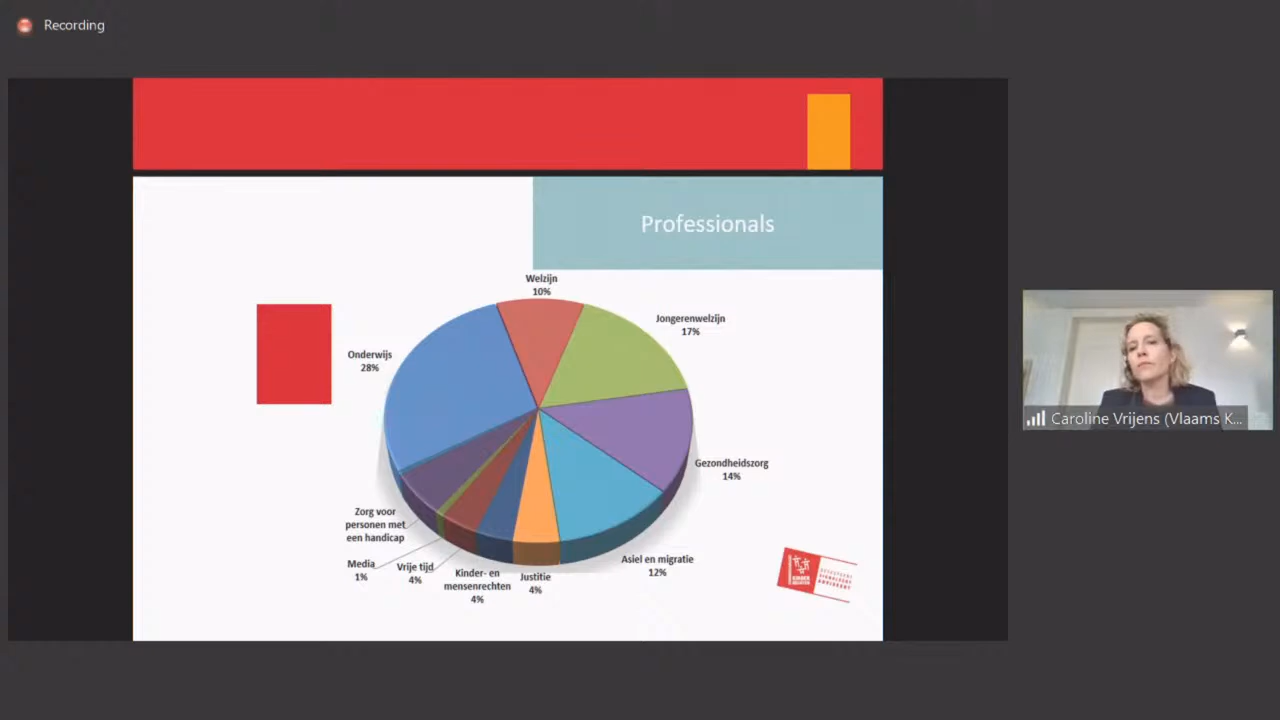 Recording
Professionals
Welzijn
10%
Jongerenwelzijn
17%
Onderwijs
28%
Gezondheidszorg
14%
Zorg voor
personen met
een handicap
Asiel en migratie
12%
Media
1%
Vrije tijd
4%
Kinder- en
mensenrechten
4%
Justitie
4%
Caroline Vrijens (Vlaams K...